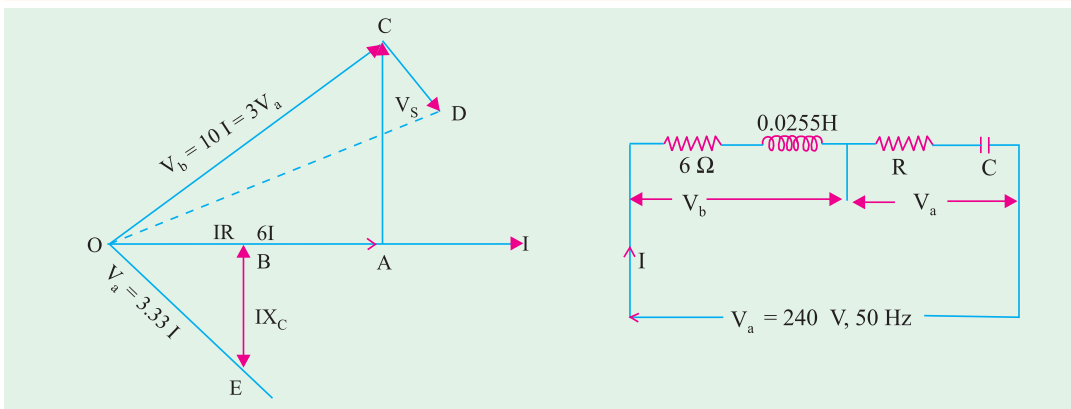 C
V_b = 10 I = 3V_a
V_S
D
O
IR 6I
B
A
I
V_a = 3.33 I
IX_C
E
0.0255H
6 Ω
R
C
V_b
V_a
I
V_a = 240 V, 50 Hz